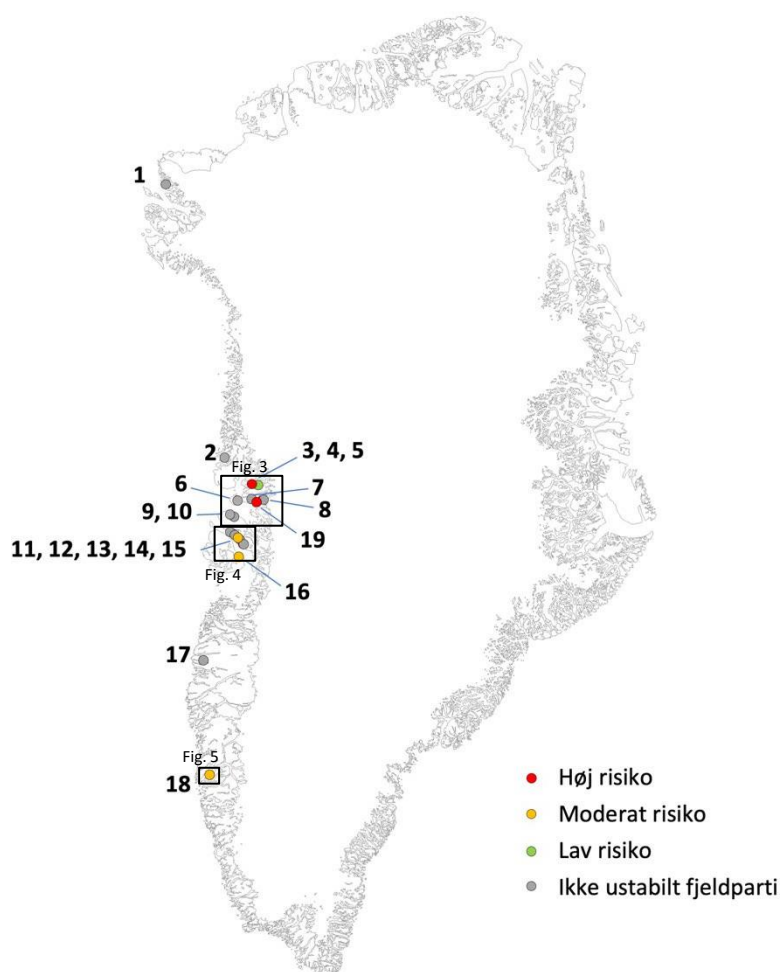 1
2
Fig. 3
3, 4, 5
6
7
8
9, 10
19
11, 12, 13, 14, 15
Fig. 4
16
17
Fig. 5
18
Høj risiko
Moderat risiko
Lav risiko
Ikke ustabilt fjeldparti